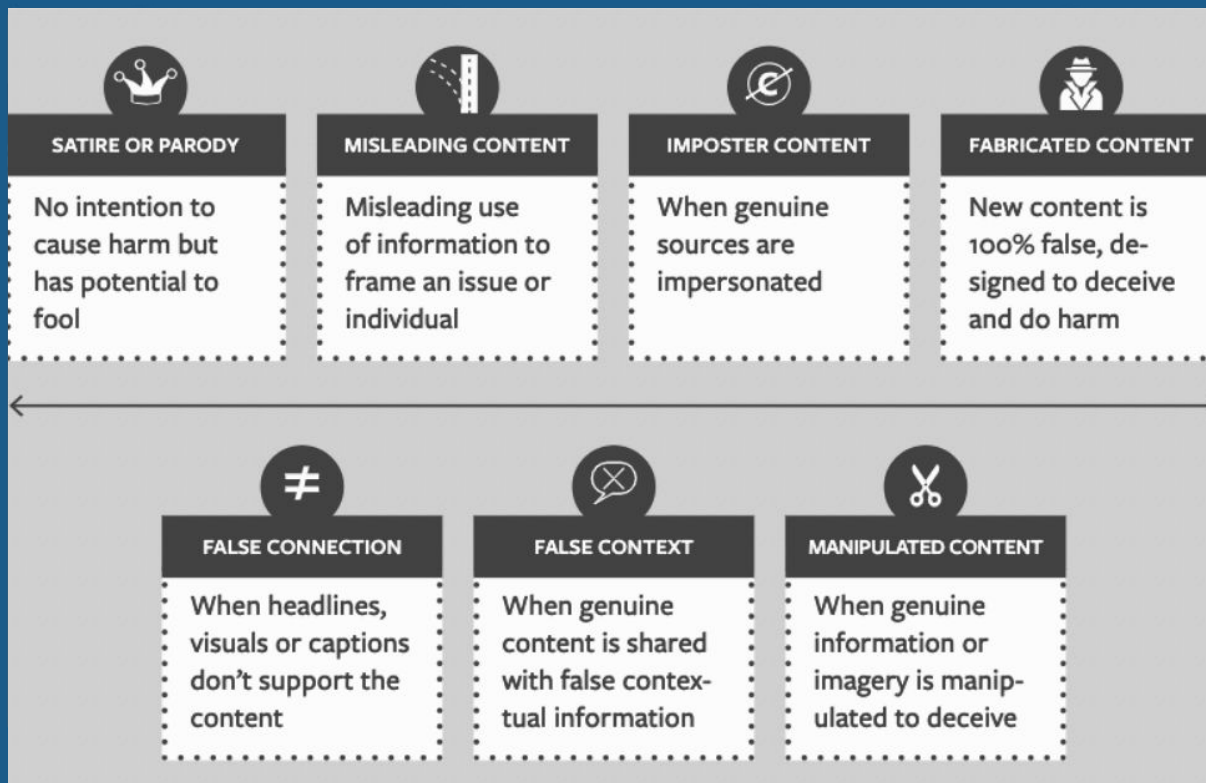 SATIRE OR PARODY
No intention to
cause harm but
has potential to
fool
MISLEADING CONTENT
Misleading use
of information to
frame an issue or
individual
IMPOSTER CONTENT
When genuine
sources are
impersonated
FABRICATED CONTENT
New content is
100% false, de-
signed to deceive
and do harm
FALSE CONNECTION
When headlines,
visuals or captions
don't support the
content
FALSE CONTEXT
When genuine
content is shared
with false contex-
tual information
MANIPULATED CONTENT
When genuine
information or
imagery is manip-
ulated to deceive